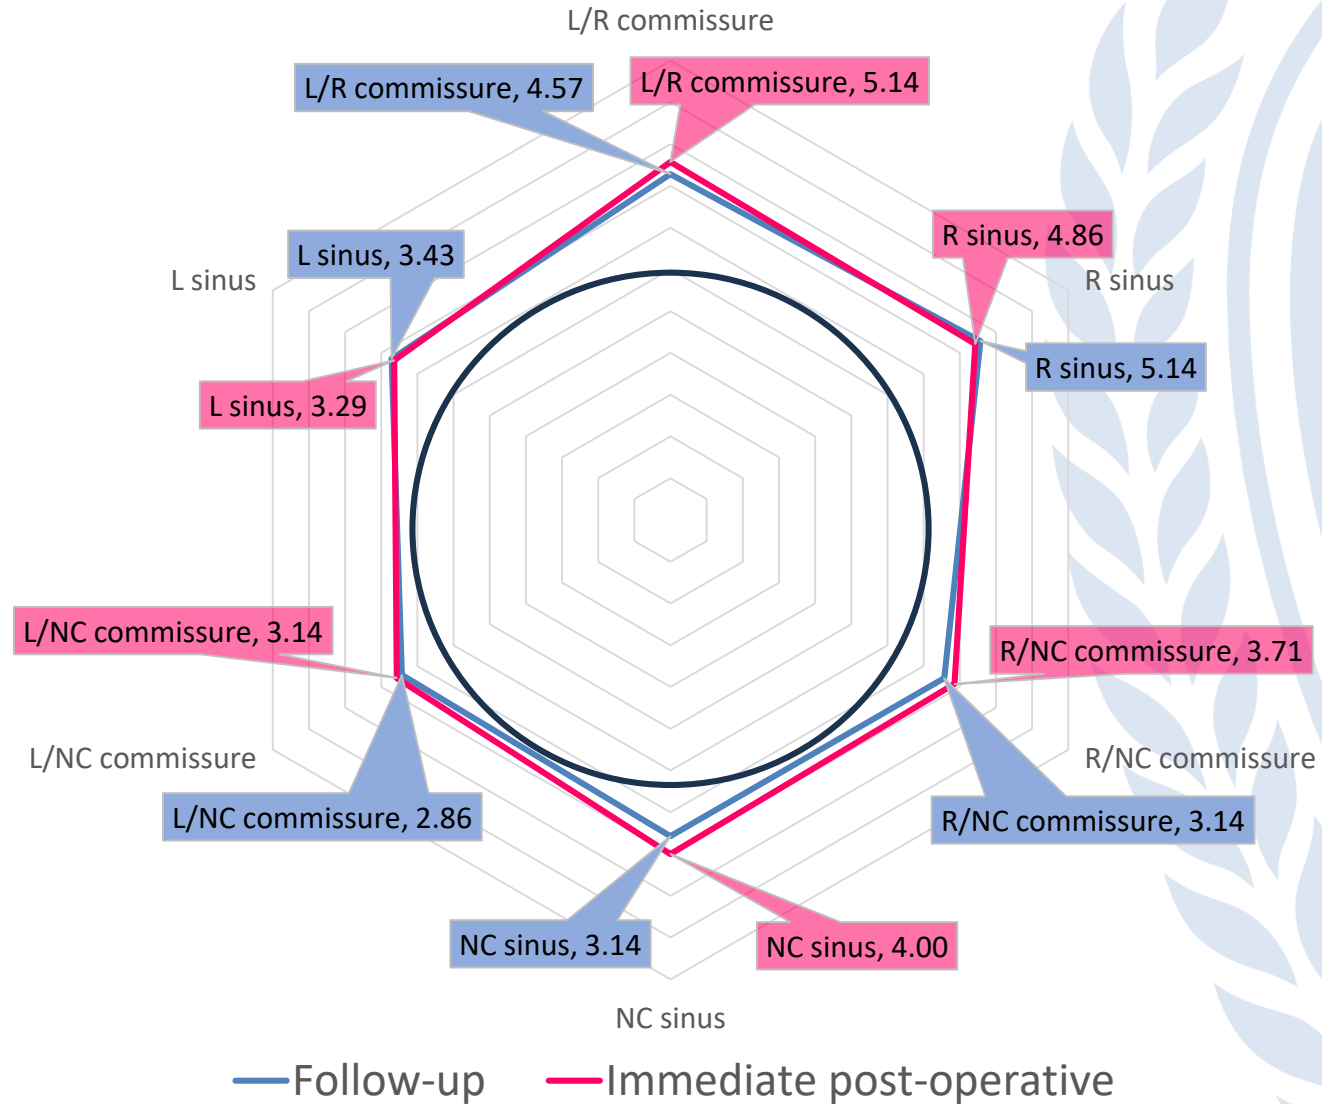 L/R commissure
L/R commissure, 4.57
L/R commissure, 5.14
R sinus, 4.86
L sinus, 3.43
L sinus
R sinus
R sinus, 5.14
L sinus, 3.29
L/NC commissure, 3.14
R/NC commissure, 3.71
L/NC commissure
R/NC commissure
L/NC commissure, 2.86
R/NC commissure, 3.14
NC sinus, 3.14
NC sinus, 4.00
NC sinus
Follow-up
Immediate post-operative